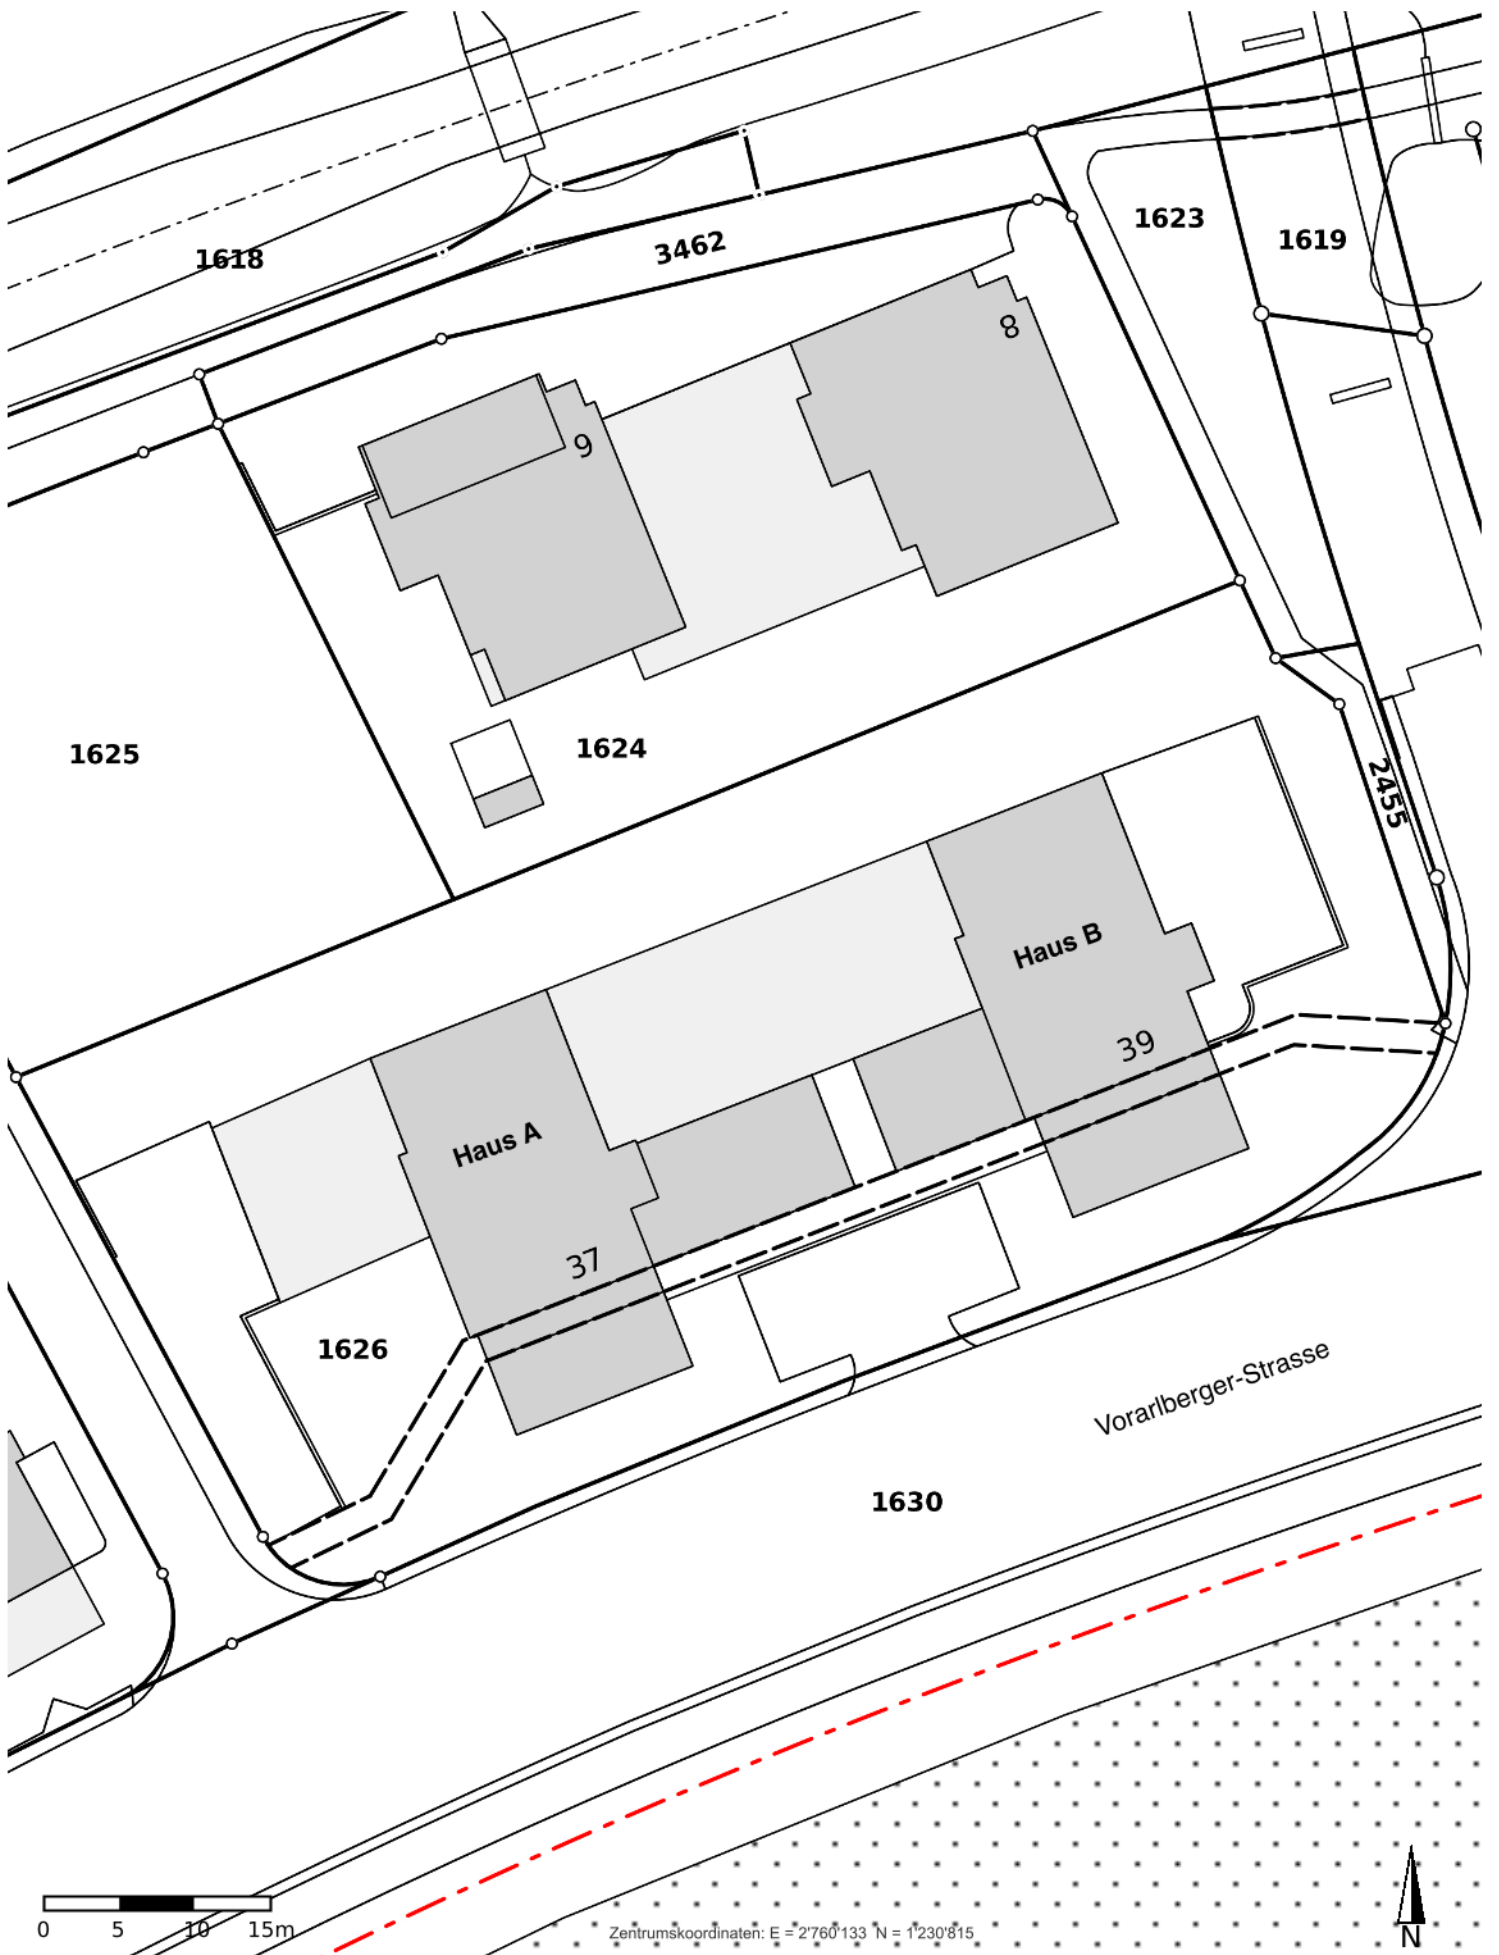 1618
3462
1623
1619
8
9
1625
1624
2455
Haus B
39
Haus A
37
1626
Vorarlberger-Strasse
1630
0 5 10 15m
Zentrumskoordinaten: E = 2'760'133 N = 1'230'815
N